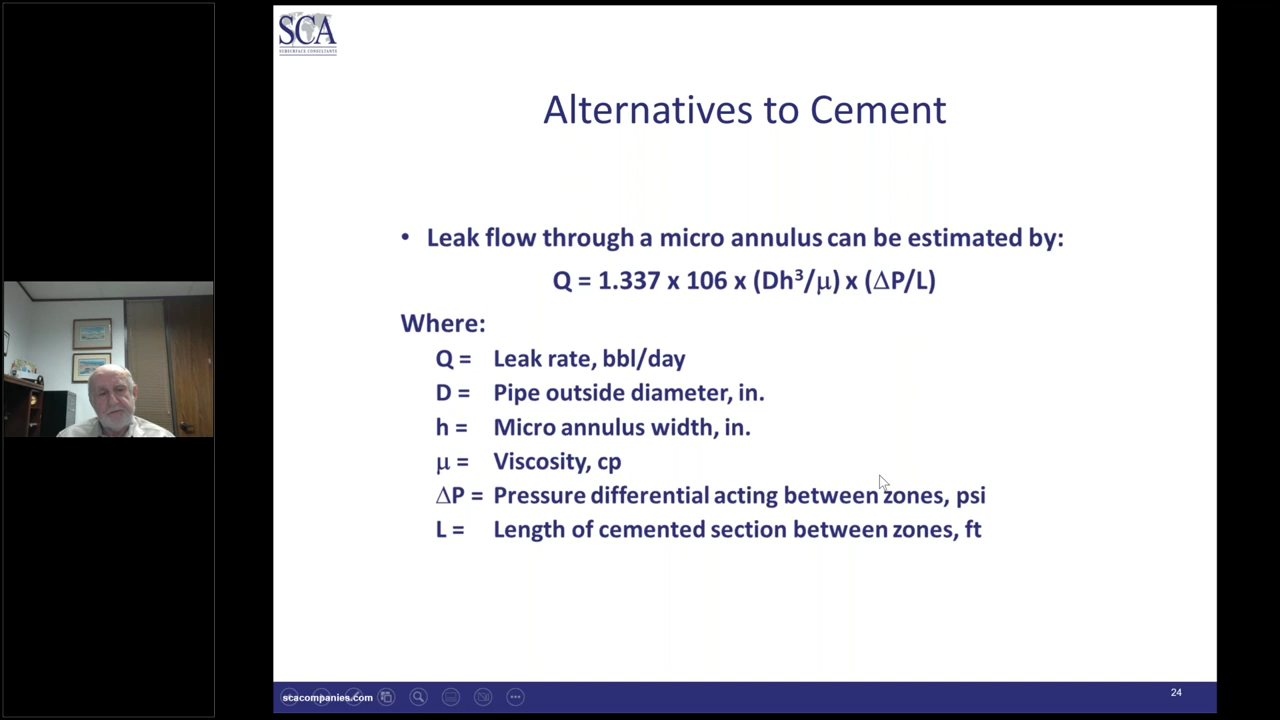 SCA
SUBSURFACE CONSULTANTS
Alternatives to Cement
• Leak flow through a micro annulus can be estimated by:
Q = 1.337 x 106 x (Dh³/μ) x (ΔP/L)
Where:
Q = Leak rate, bbl/day
D = Pipe outside diameter, in.
h = Micro annulus width, in.
μ = Viscosity, cp
ΔP = Pressure differential acting between zones, psi
L = Length of cemented section between zones, ft
scacompanies.com
24